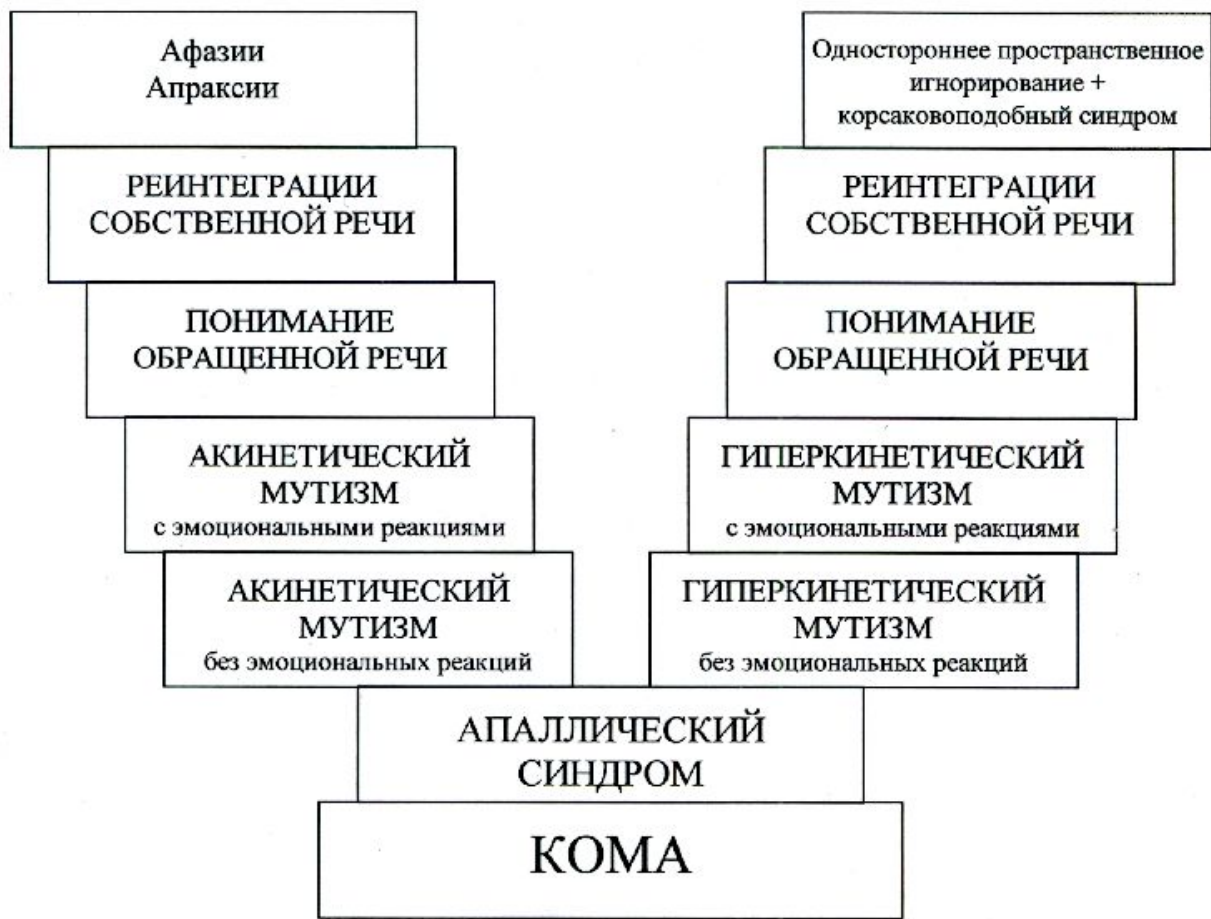 Афазии
Апраксии
Одностороннее пространственное
игнорирование +
корсаковоподобный синдром
РЕИНТЕГРАЦИИ
СОБСТВЕННОЙ РЕЧИ
РЕИНТЕГРАЦИИ
СОБСТВЕННОЙ РЕЧИ
ПОНИМАНИЕ
ОБРАЩЕННОЙ РЕЧИ
ПОНИМАНИЕ
ОБРАЩЕННОЙ РЕЧИ
АКИНЕТИЧЕСКИЙ
МУТИЗМ
с эмоциональными реакциями
ГИПЕРКИНЕТИЧЕСКИЙ
МУТИЗМ
с эмоциональными реакциями
АКИНЕТИЧЕСКИЙ
МУТИЗМ
без эмоциональных реакций
ГИПЕРКИНЕТИЧЕСКИЙ
МУТИЗМ
без эмоциональных реакций
АПАЛЛИЧЕСКИЙ
СИНДРОМ
КОМА